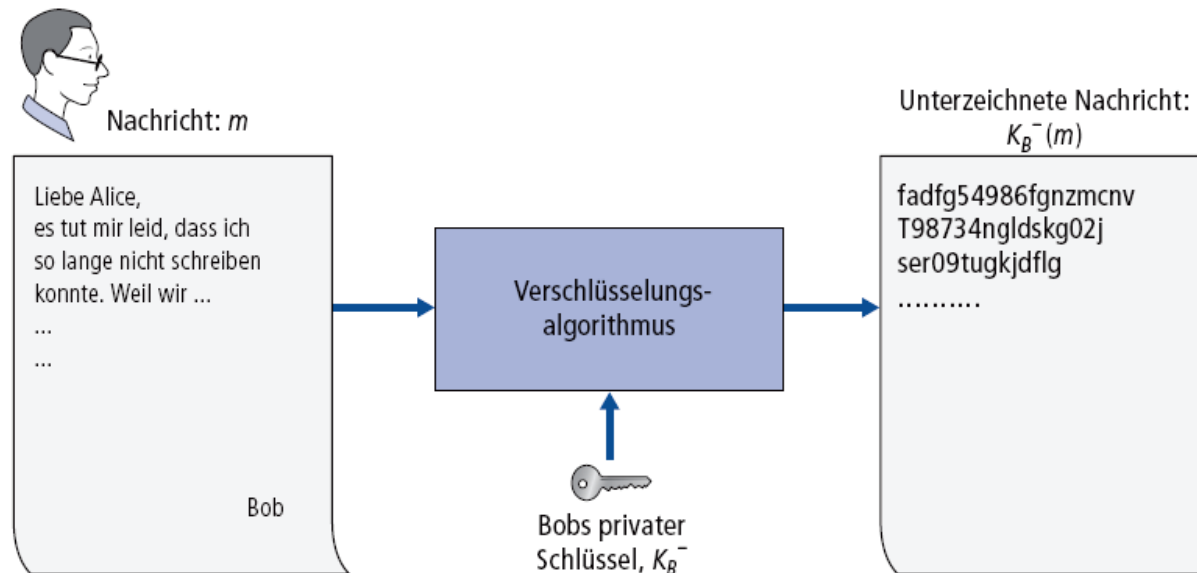 Nachricht: m
Liebe Alice,
es tut mir leid, dass ich
so lange nicht schreiben
konnte. Weil wir ...
...
...
Bob
Verschlüsselungs-
algorithmus
Bobs privater
Schlüssel, K_B^-
Unterzeichnete Nachricht:
K_B^-(m)
fadfg54986fgnzmcnv
T98734ngldskg02j
ser09tugkjdflg
..........